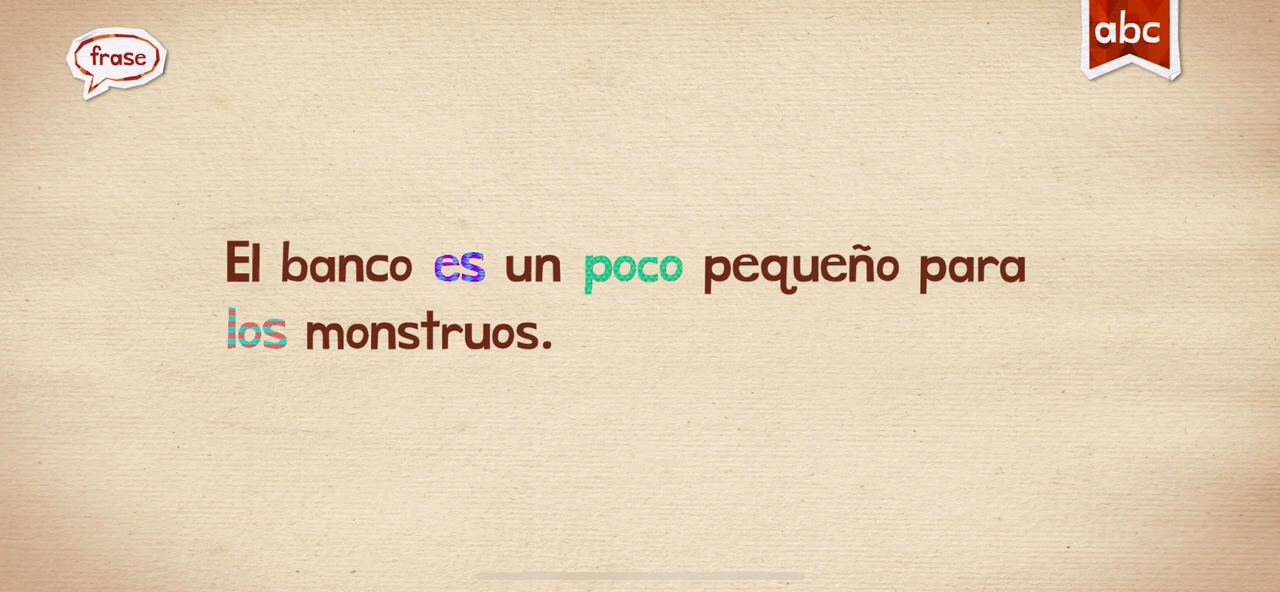 frase
abc
El banco es un poco pequeño para
los monstruos.